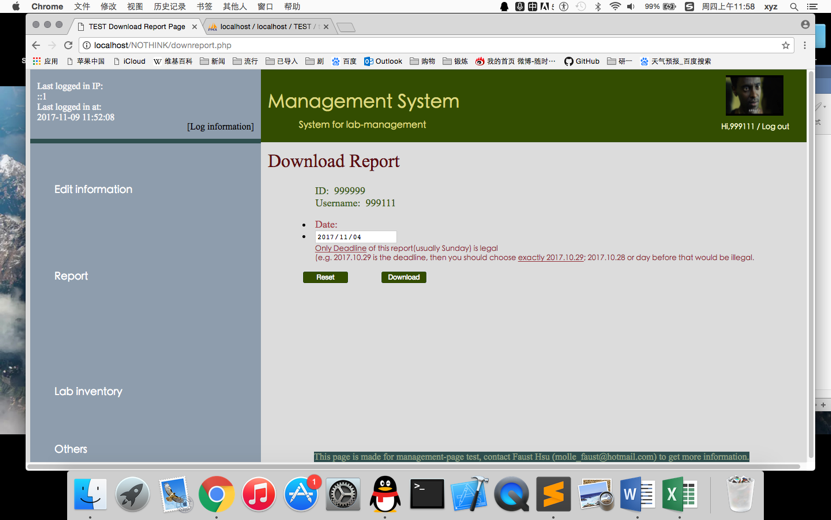 Chrome 文件 修改 视图 历史记录 书签 其他人 窗口 帮助
99% 周四上午11:58 xyz
TEST Download Report Page
localhost / localhost / TEST /
localhost/NOTHINK/downreport.php
应用 苹果中国 iCloud 维基百科 新闻 流行 已导入 剧 百度 Outlook 购物 锻炼 我的首页 微博-随时… GitHub 研一 天气预报_百度搜索
Last logged in IP:
::1
Last logged in at:
2017-11-09 11:52:08
[Log information]
Management System
System for lab-management
Hi,999111 / Log out
Edit information
Report
Lab inventory
Others
Download Report
ID: 999999
Username: 999111
Date:
2017/11/04
Only Deadline of this report(usually Sunday) is legal
(e.g. 2017.10.29 is the deadline, then you should choose exactly 2017.10.29; 2017.10.28 or day before that would be illegal.
Reset Download
This page is made for management-page test, contact Faust Hsu (molle_faust@hotmail.com) to get more information.
1